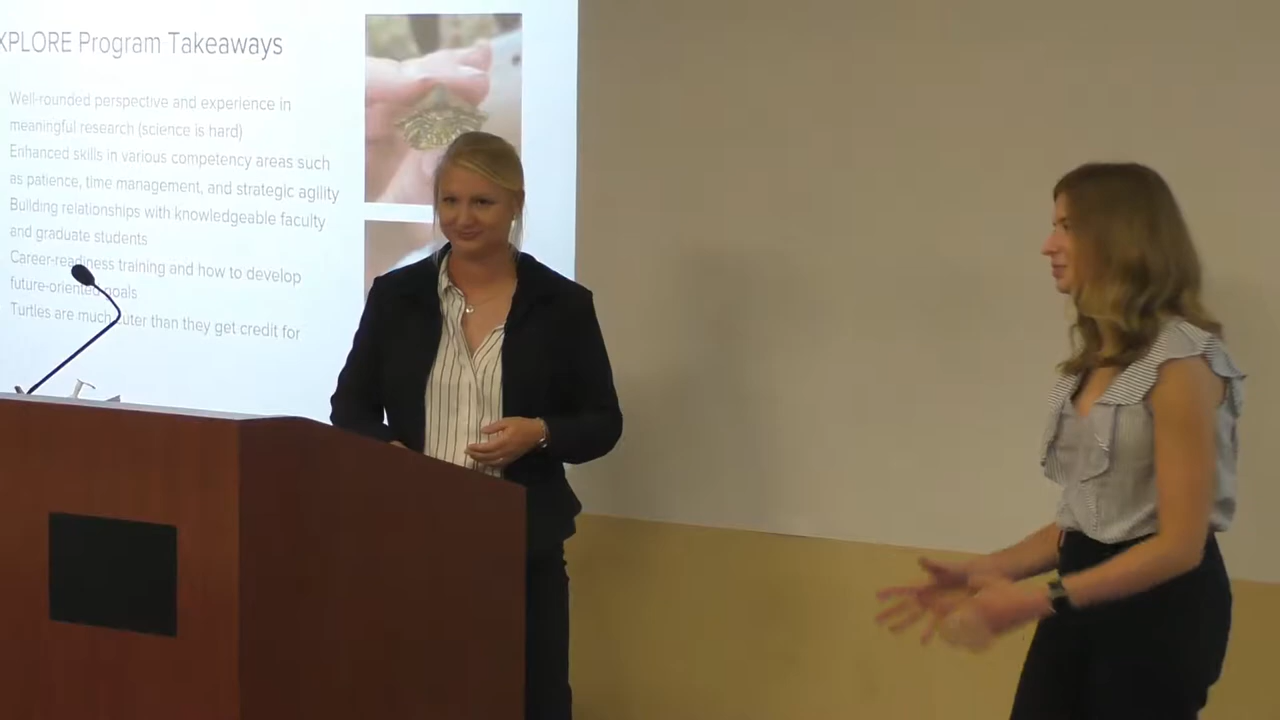 XPLORE Program Takeaways
Well-rounded perspective and experience in
meaningful research (science is hard)
Enhanced skills in various competency areas such
as patience, time management, and strategic agility
Building relationships with knowledgeable faculty
and graduate students
Career-readiness training and how to develop
future-oriented goals
Turtles are much cuter than they get credit for